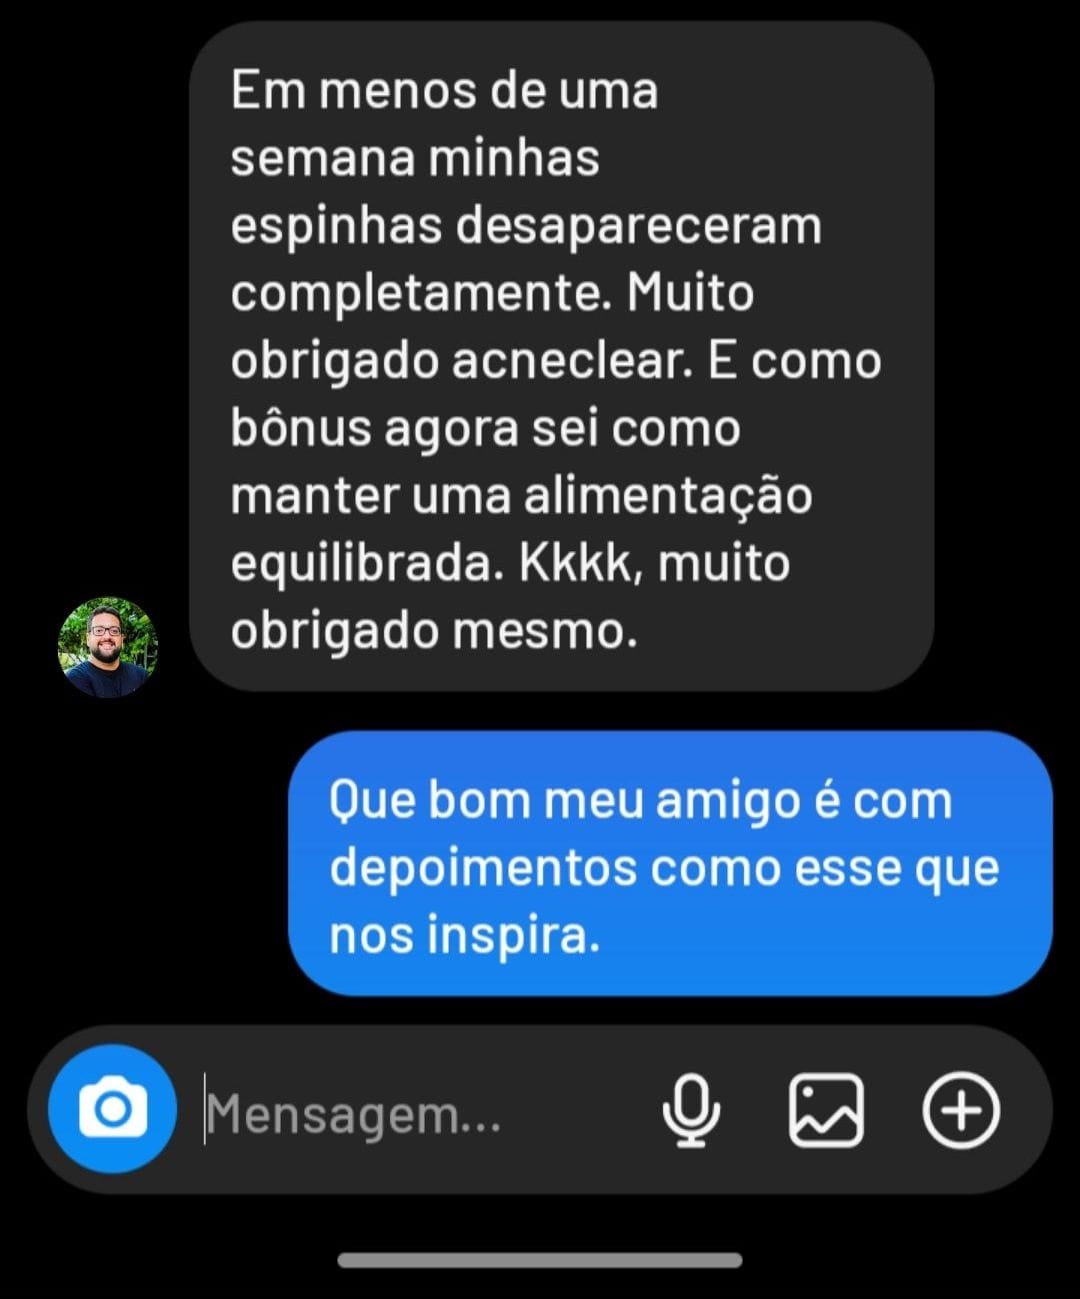 Em menos de uma
semana minhas
espinhas desapareceram
completamente. Muito
obrigado acneclear. E como
bônus agora sei como
manter uma alimentação
equilibrada. Kkkk, muito
obrigado mesmo.
Que bom meu amigo é com
depoimentos como esse que
nos inspira.
Mensagem...